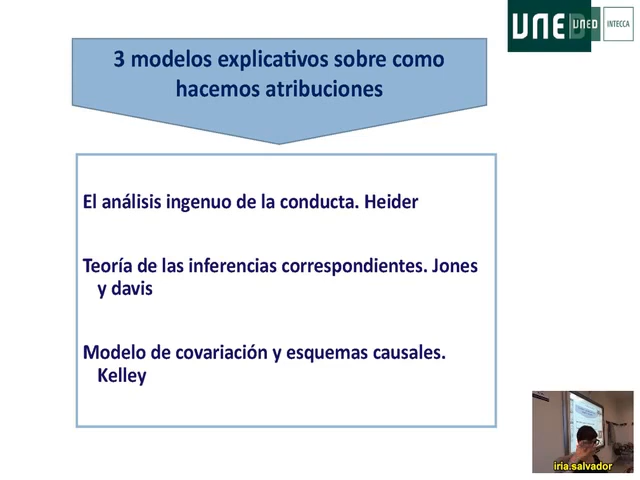 UNED
UNED
INTECCA
3 modelos explicativos sobre como
hacemos atribuciones
El análisis ingenuo de la conducta. Heider
Teoría de las inferencias correspondientes. Jones
y davis
Modelo de covariación y esquemas causales.
Kelley
iria.salvador